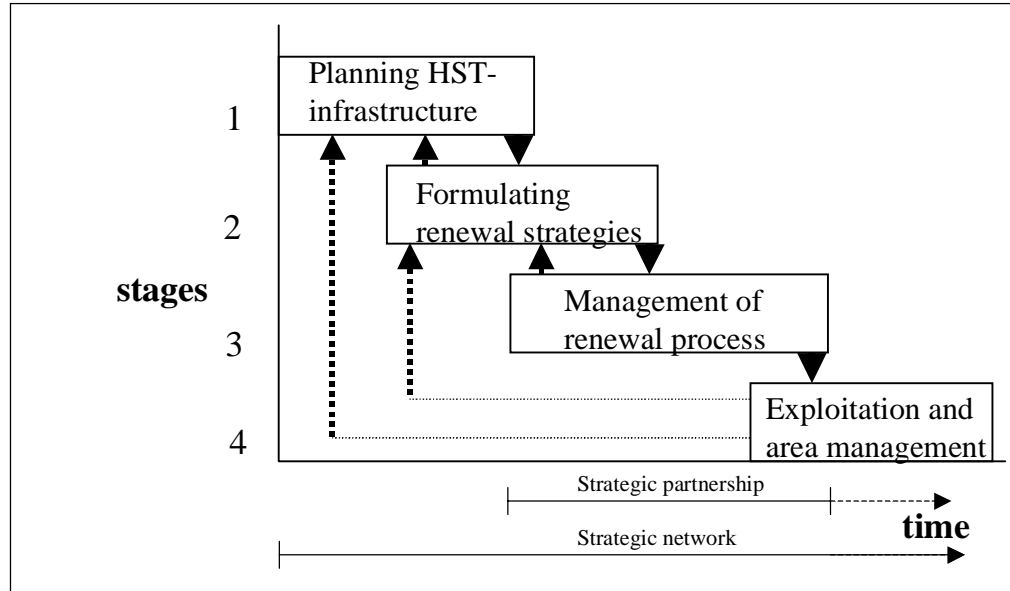 Planning HST-
infrastructure
1
Formulating
renewal strategies
2
stages
Management of
renewal process
3
Exploitation and
area management
4
Strategic partnership
time
Strategic network